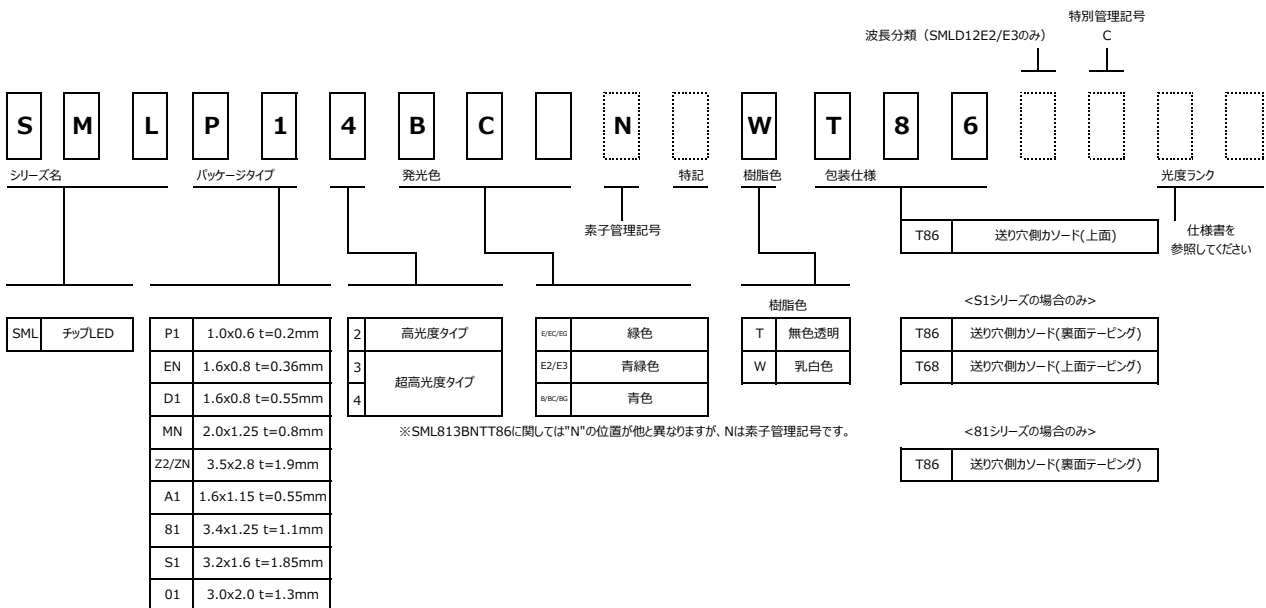 特別管理記号
波長分類（SMLD12E2/E3のみ） C
S M L P 1 4 B C N W T 8 6
シリーズ名 パッケージタイプ 発光色 特記 樹脂色 包装仕様 光度ランク
素子管理記号
T86 送り穴側カソード(上面)
仕様書を
参照してください
樹脂色
<S1シリーズの場合のみ>
SML チップLED
P1 1.0x0.6 t=0.2mm
EN 1.6x0.8 t=0.36mm
D1 1.6x0.8 t=0.55mm
MN 2.0x1.25 t=0.8mm
Z2/ZN 3.5x2.8 t=1.9mm
A1 1.6x1.15 t=0.55mm
81 3.4x1.25 t=1.1mm
S1 3.2x1.6 t=1.85mm
01 3.0x2.0 t=1.3mm
2 高光度タイプ
3
4 超高光度タイプ
E/EC/EG 緑色
E2/E3 青緑色
B/BC/BG 青色
T 無色透明
W 乳白色
T86 送り穴側カソード(裏面テーピング)
T68 送り穴側カソード(上面テーピング)
※SML813BNTT86に関しては"N"の位置が他と異なりますが、Nは素子管理記号です。
<81シリーズの場合のみ>
T86 送り穴側カソード(裏面テーピング)